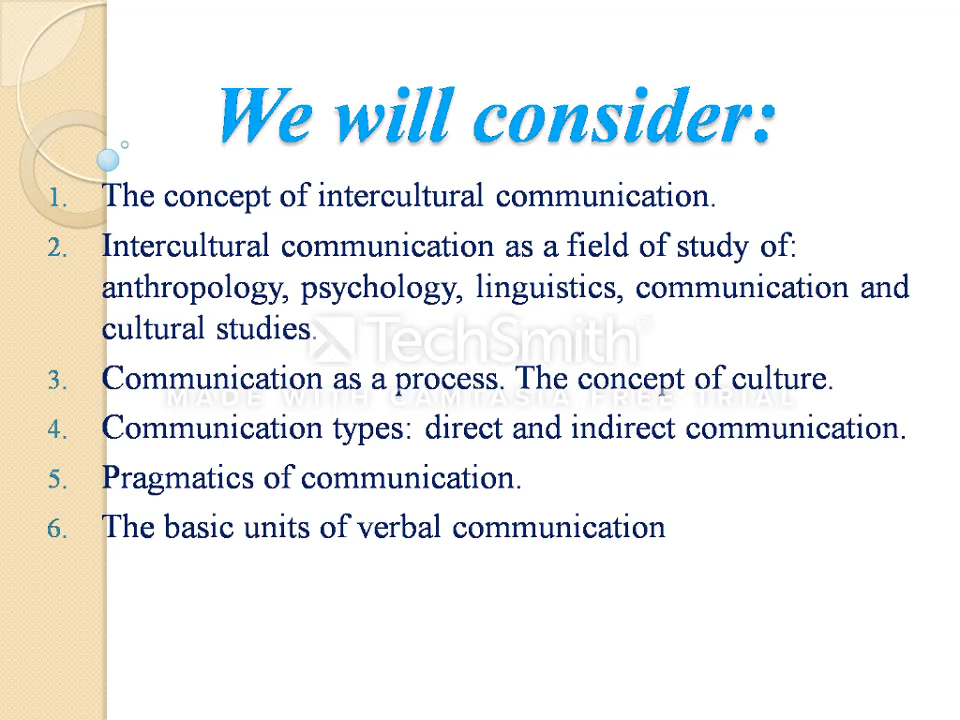 We will consider:
1. The concept of intercultural communication.
2. Intercultural communication as a field of study of:
anthropology, psychology, linguistics, communication and
cultural studies.
TechSmith®
3. Communication as a process. The concept of culture.
MADE WITH CAMTASIA FREE TRIAL
4. Communication types: direct and indirect communication.
5. Pragmatics of communication.
6. The basic units of verbal communication